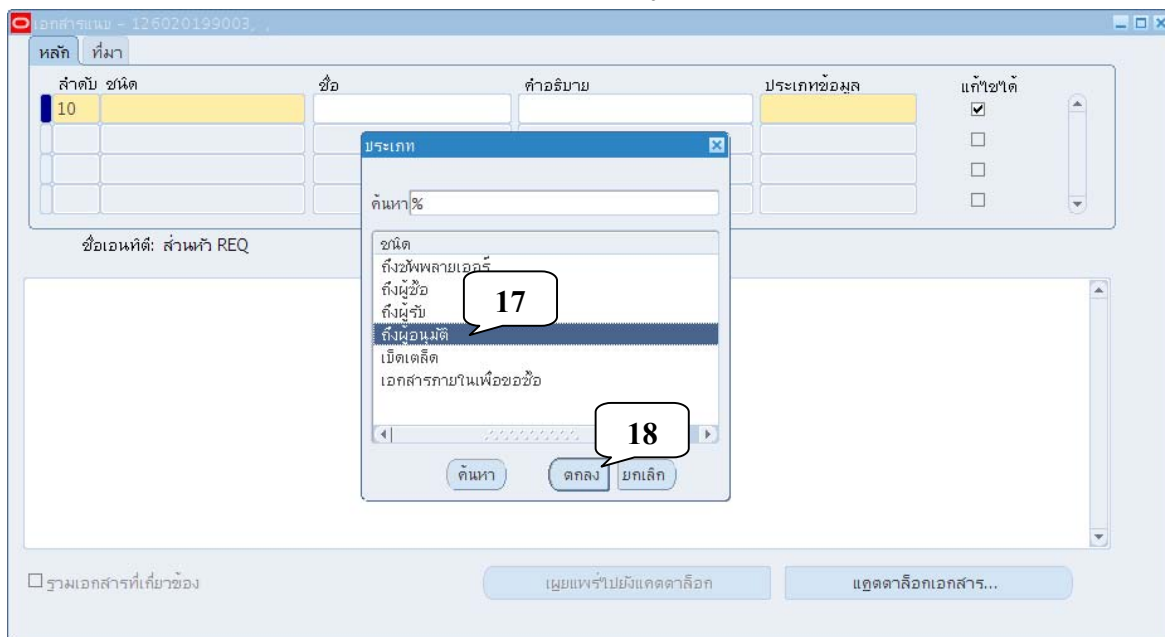 เอกสารแนบ - 126020199003, ,
หลัก ที่มา
ลำดับ ชนิด ชื่อ คำอธิบาย ประเภทข้อมูล แก้ไขได้
10
ประเภท
ค้นหา %
ชื่อเอนทิตี: ส่วนหัว REQ
ชนิด
ถึงซัพพลายเออร์
ถึงผู้ซื้อ
17
ถึงผู้รับ
ถึงผู้อนุมัติ
เบ็ดเตล็ด
เอกสารภายในเพื่อขอซื้อ
18
ค้นหา ตกลง ยกเลิก
รวมเอกสารที่เกี่ยวข้อง เผยแพร่ไปยังแคตตาล็อก แคตตาล็อกเอกสาร...